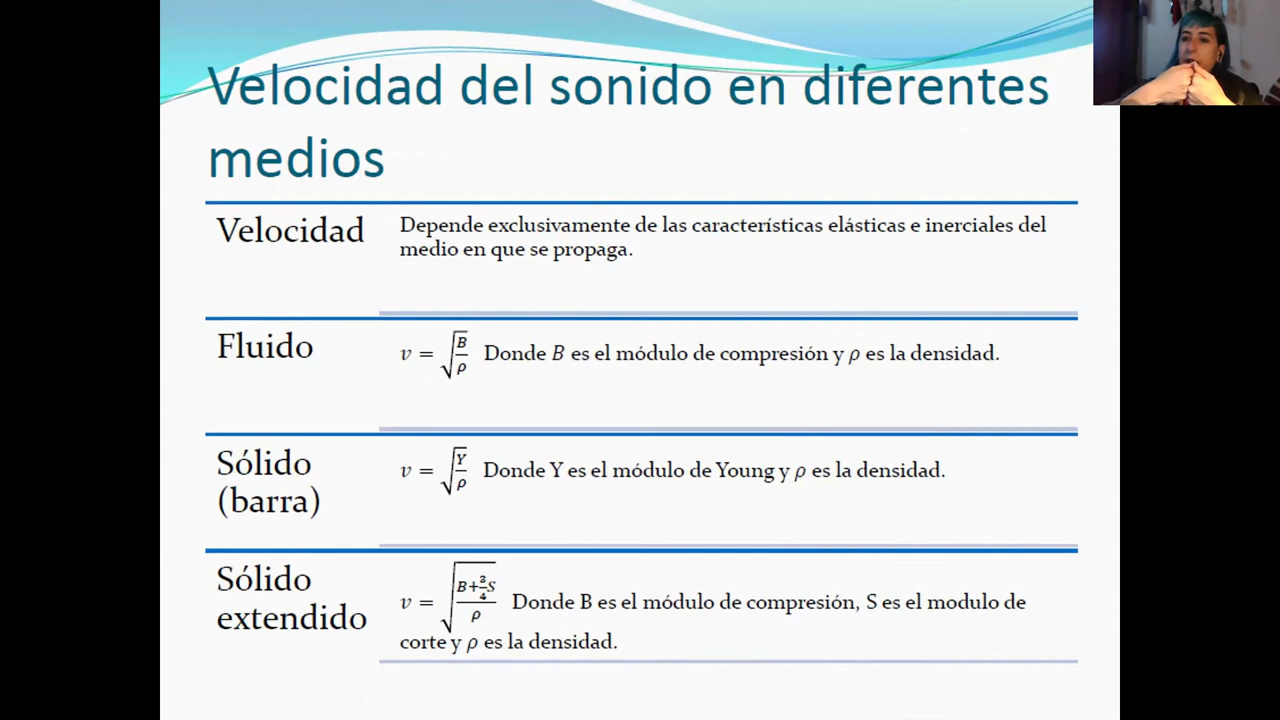 Velocidad del sonido en diferentes
medios
Velocidad
Depende exclusivamente de las características elásticas e inerciales del
medio en que se propaga.
Fluido
v = √(B/ρ) Donde B es el módulo de compresión y ρ es la densidad.
Sólido
(barra)
v = √(Y/ρ) Donde Y es el módulo de Young y ρ es la densidad.
Sólido
extendido
v = √((B+3/4 S)/ρ) Donde B es el módulo de compresión, S es el modulo de
corte y ρ es la densidad.